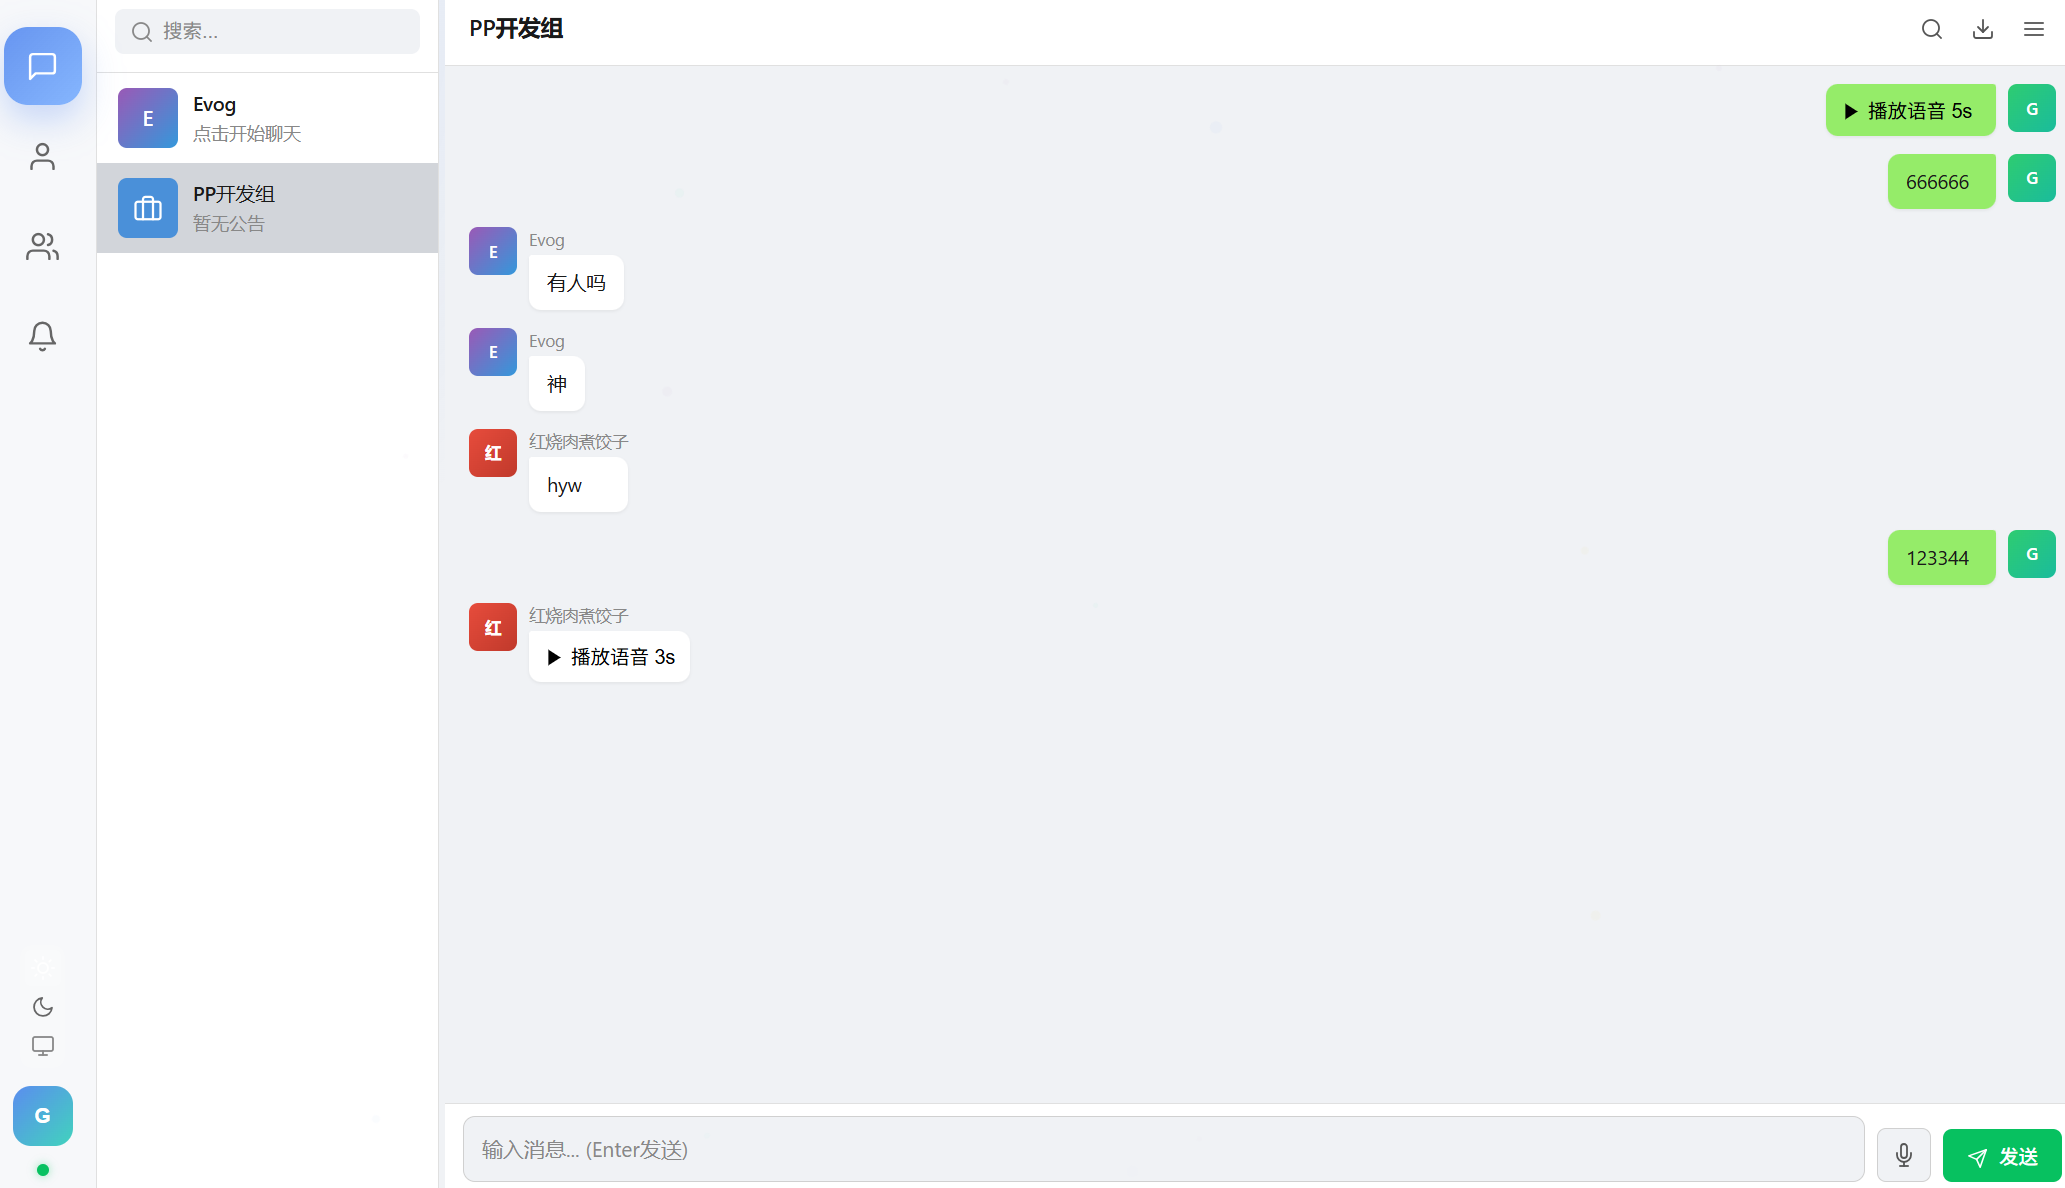 搜索...
E
Evog
点击开始聊天
PP开发组
暂无公告
G
PP开发组
播放语音 5s
G
666666
G
E
Evog
有人吗
E
Evog
神
红
红烧肉煮饺子
hyw
123344
G
红
红烧肉煮饺子
播放语音 3s
输入消息... (Enter发送)
发送